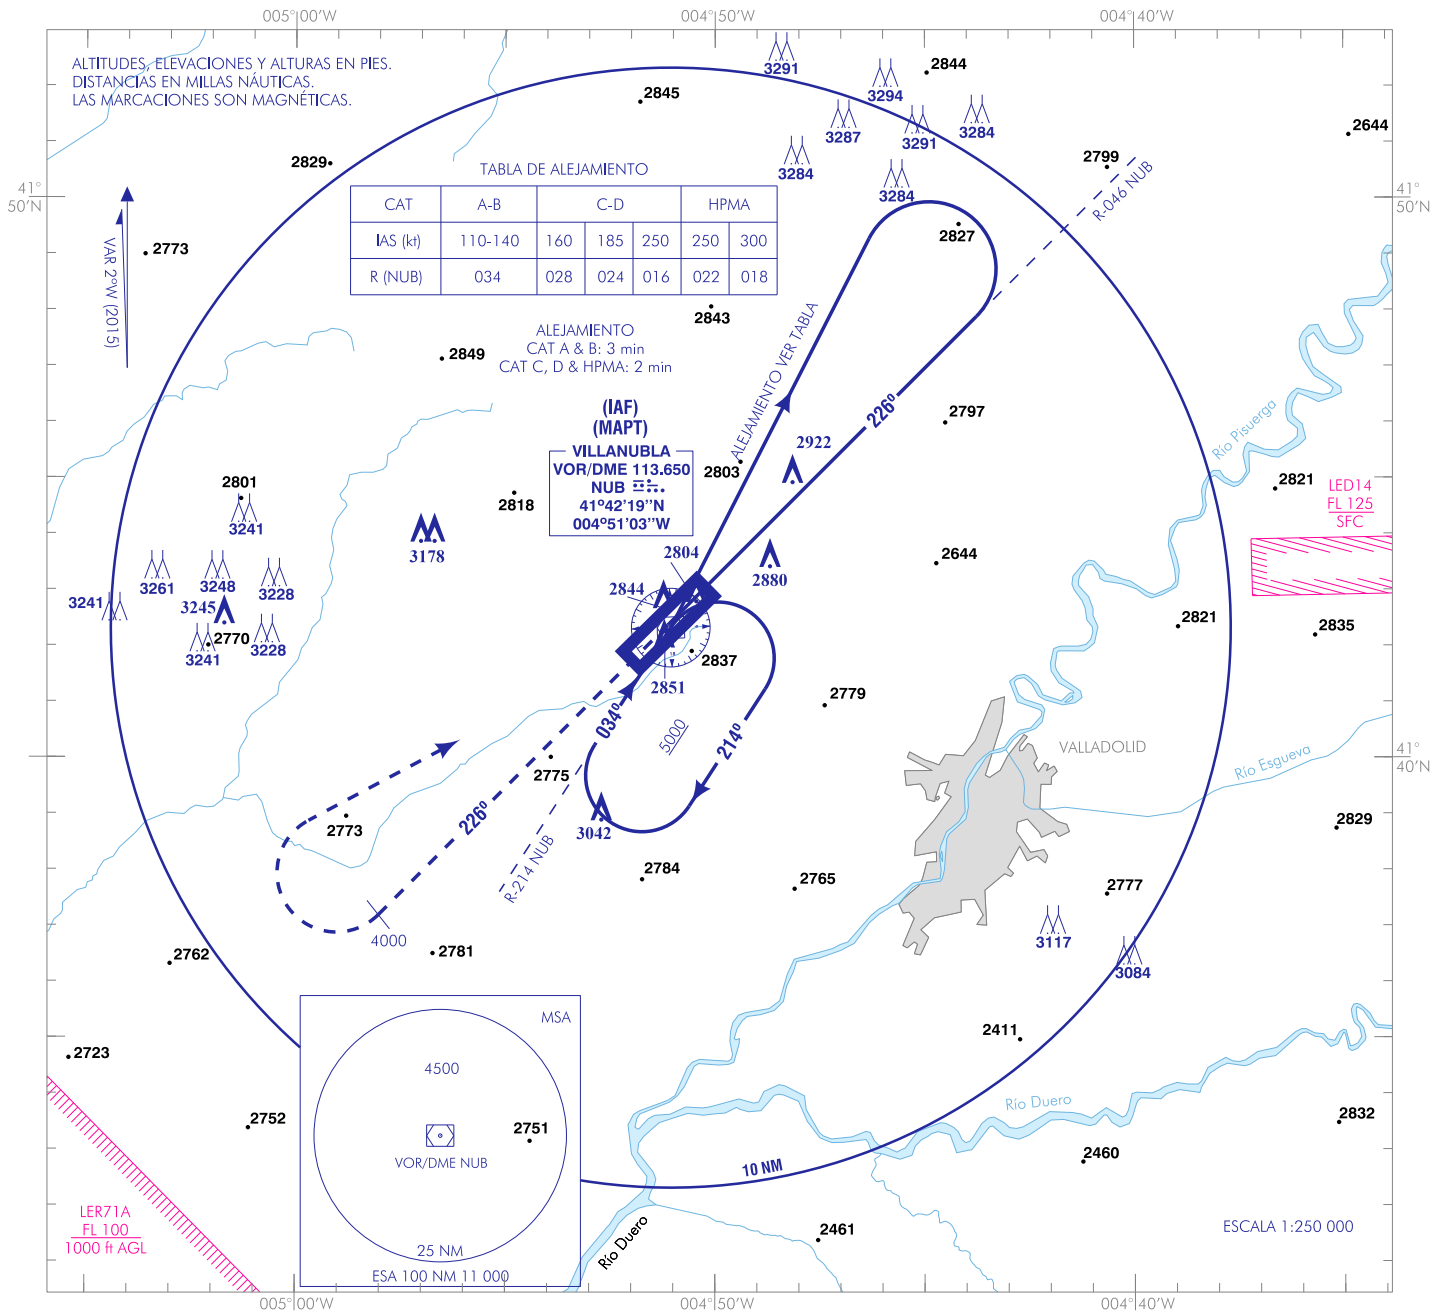 005°00'W
004°50'W
004°40'W
ALTITUDES, ELEVACIONES Y ALTURAS EN PIES.
DISTANCIAS EN MILLAS NÁUTICAS.
LAS MARCACIONES SON MAGNÉTICAS.
3291
2844
2845
3294
3287
3291
3284
2644
2829
3284
2799
3284
41°
50'N
41°
50'N
TABLA DE ALEJAMIENTO
CAT A-B C-D HPMA
IAS (kt) 110-140 160 185 250 250 300
R (NUB) 034 028 024 016 022 018
R-046 NUB
VAR 2°W (2015)
2773
2827
2843
ALEJAMIENTO
CAT A & B: 3 min
CAT C, D & HPMA: 2 min
2849
ALEJAMIENTO VER TABLA
226º
2797
Río Pisuerga
(IAF)
(MAPT)
VILLANUBLA
VOR/DME 113.650
NUB
41º42'19''N
004º51'03''W
2922
2803
2818
2801
3241
3178
2821
LED14
FL 125
SFC
3261
3248
3228
3245
3241
2770
3241
3228
2804
2844
2880
2644
2821
2835
2837
2851
2779
034º
5000
214º
VALLADOLID
Río Esgueva
41°
40'N
2775
2773
226º
3042
R-214 NUB
2829
2784
2765
2777
4000
3117
3084
2762
2781
2723
2411
MSA
4500
2752
2751
VOR/DME NUB
25 NM
ESA 100 NM 11 000
Río Duero
2832
2460
10 NM
LER71A
FL 100
1000 ft AGL
Río Duero
2461
ESCALA 1:250 000
005°00'W
004°50'W
004°40'W